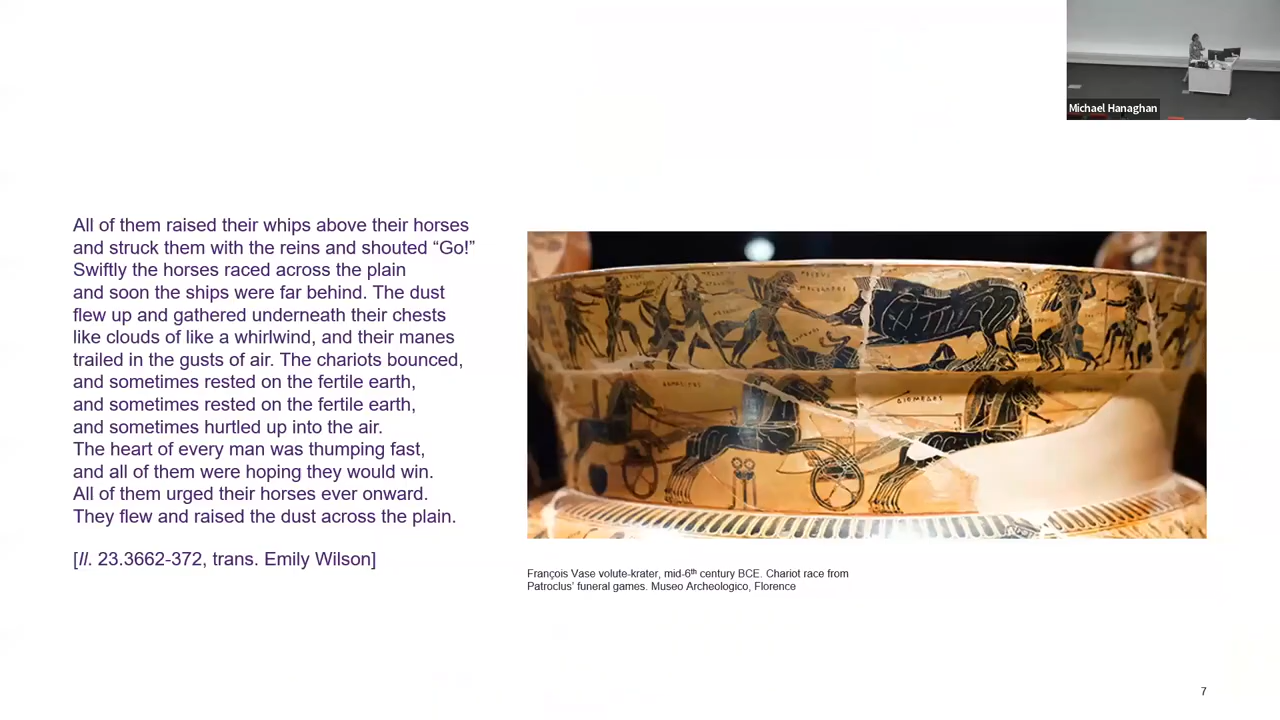 Michael Hanaghan
All of them raised their whips above their horses
and struck them with the reins and shouted “Go!”
Swiftly the horses raced across the plain
and soon the ships were far behind. The dust
flew up and gathered underneath their chests
like clouds of like a whirlwind, and their manes
trailed in the gusts of air. The chariots bounced,
and sometimes rested on the fertile earth,
and sometimes rested on the fertile earth,
and sometimes hurtled up into the air.
The heart of every man was thumping fast,
and all of them were hoping they would win.
All of them urged their horses ever onward.
They flew and raised the dust across the plain.
[Il. 23.3662-372, trans. Emily Wilson]
ΔΙΟΜΕΔΕΣ
François Vase volute-krater, mid-6th century BCE. Chariot race from
Patroclus’ funeral games. Museo Archeologico, Florence
7